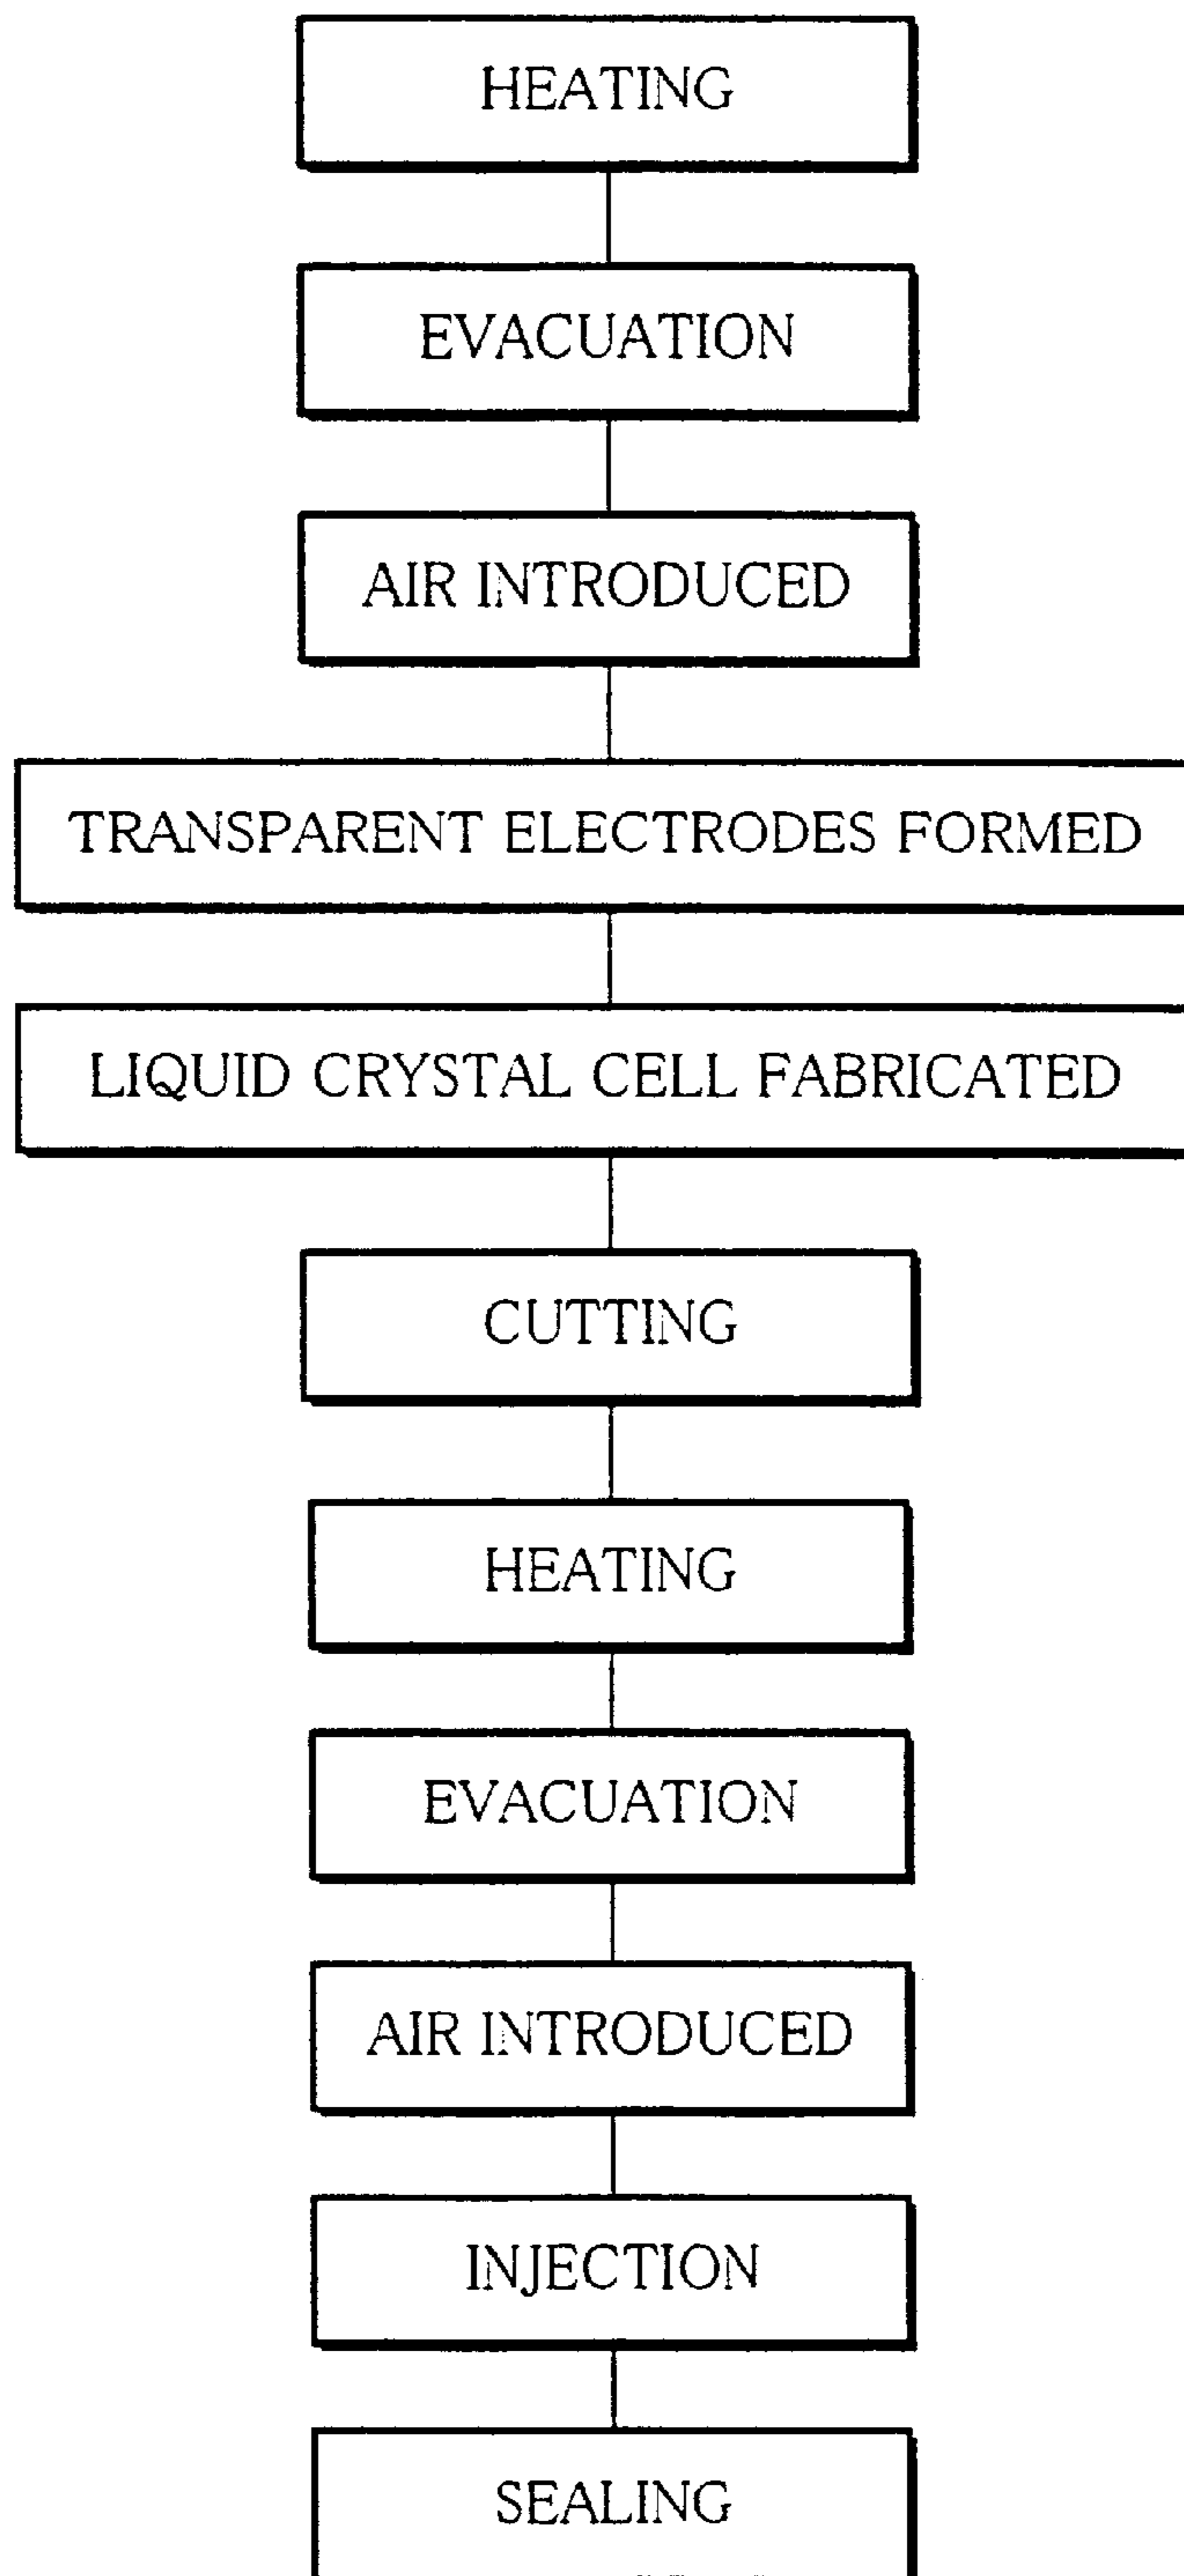 HEATING
EVACUATION
AIR INTRODUCED
TRANSPARENT ELECTRODES FORMED
LIQUID CRYSTAL CELL FABRICATED
CUTTING
HEATING
EVACUATION
AIR INTRODUCED
INJECTION
SEALING